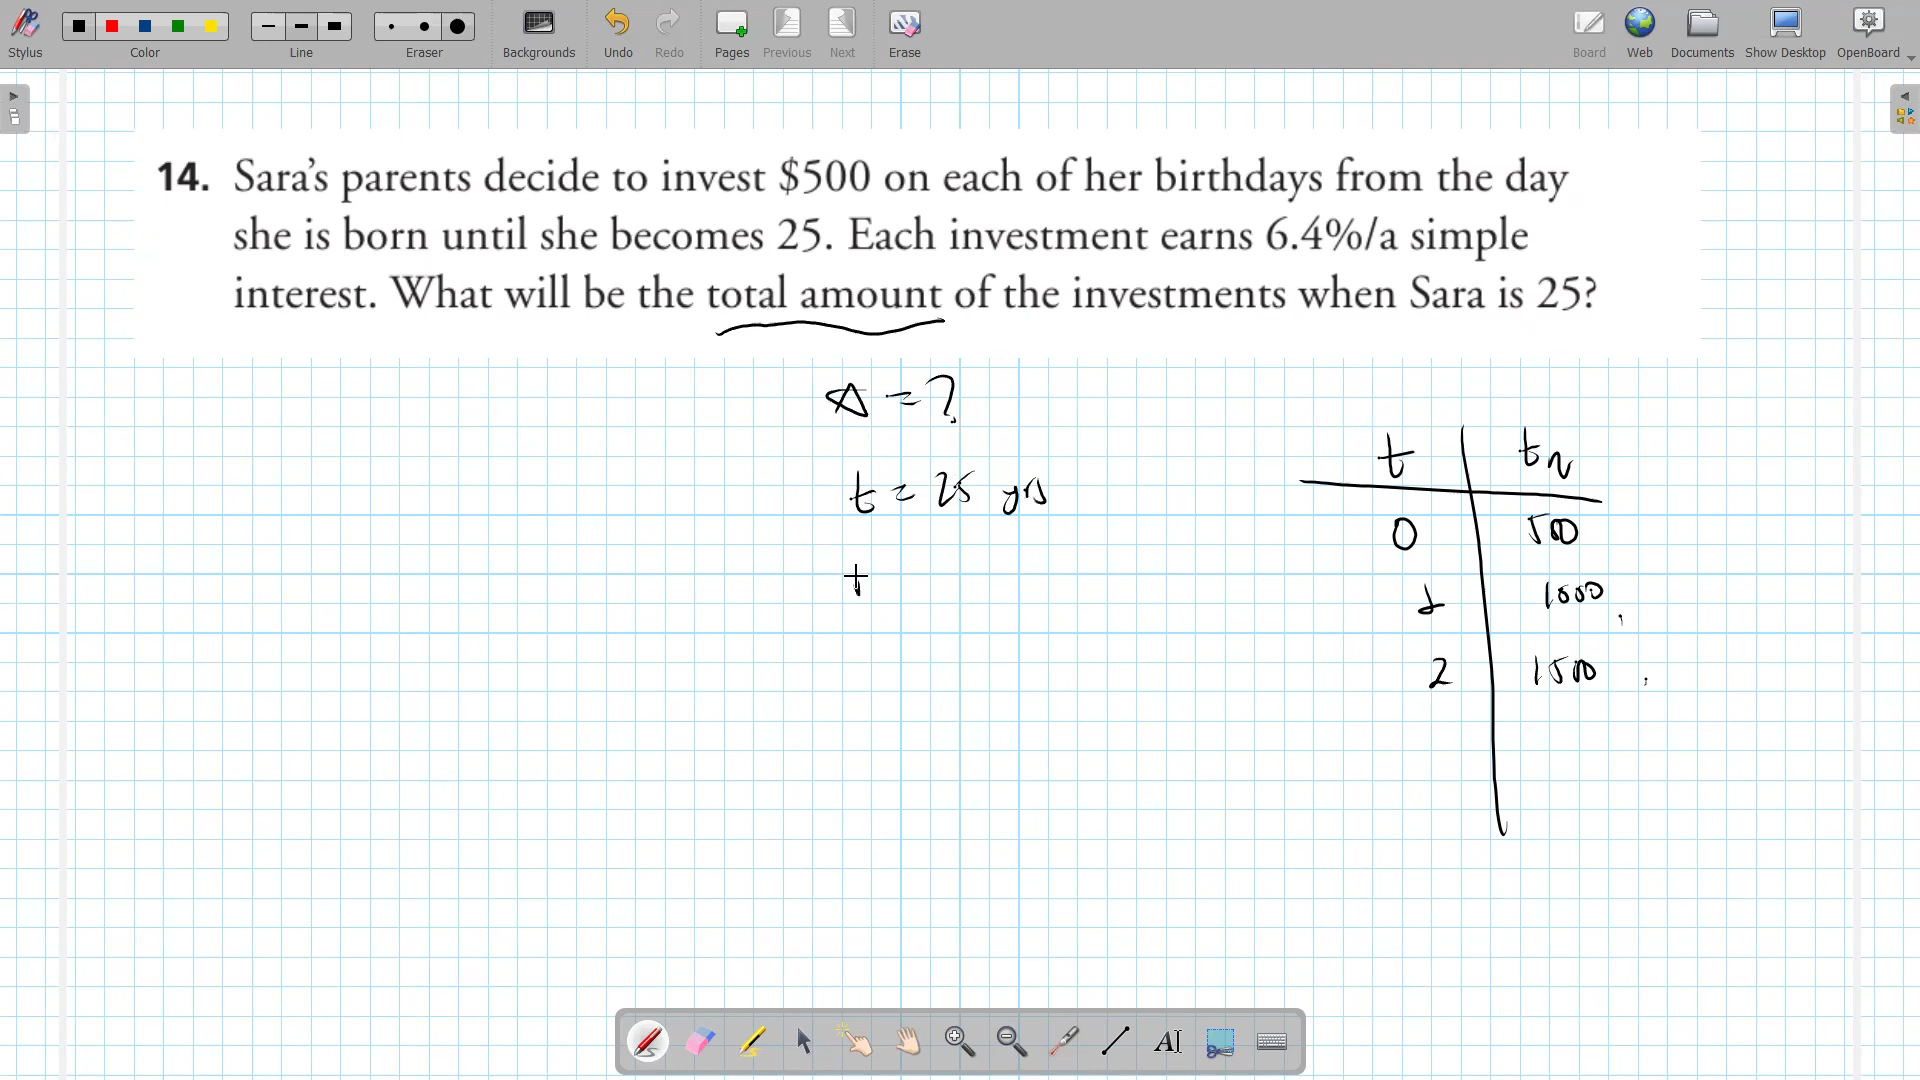 Stylus Color Line Eraser Backgrounds Undo Redo Pages Previous Next Erase Board Web Documents Show Desktop OpenBoard
14. Sara's parents decide to invest $500 on each of her birthdays from the day
she is born until she becomes 25. Each investment earns 6.4%/a simple
interest. What will be the total amount of the investments when Sara is 25?
A = ?
t = 25 yrs
t tn
0 500
1 1000
2 1500